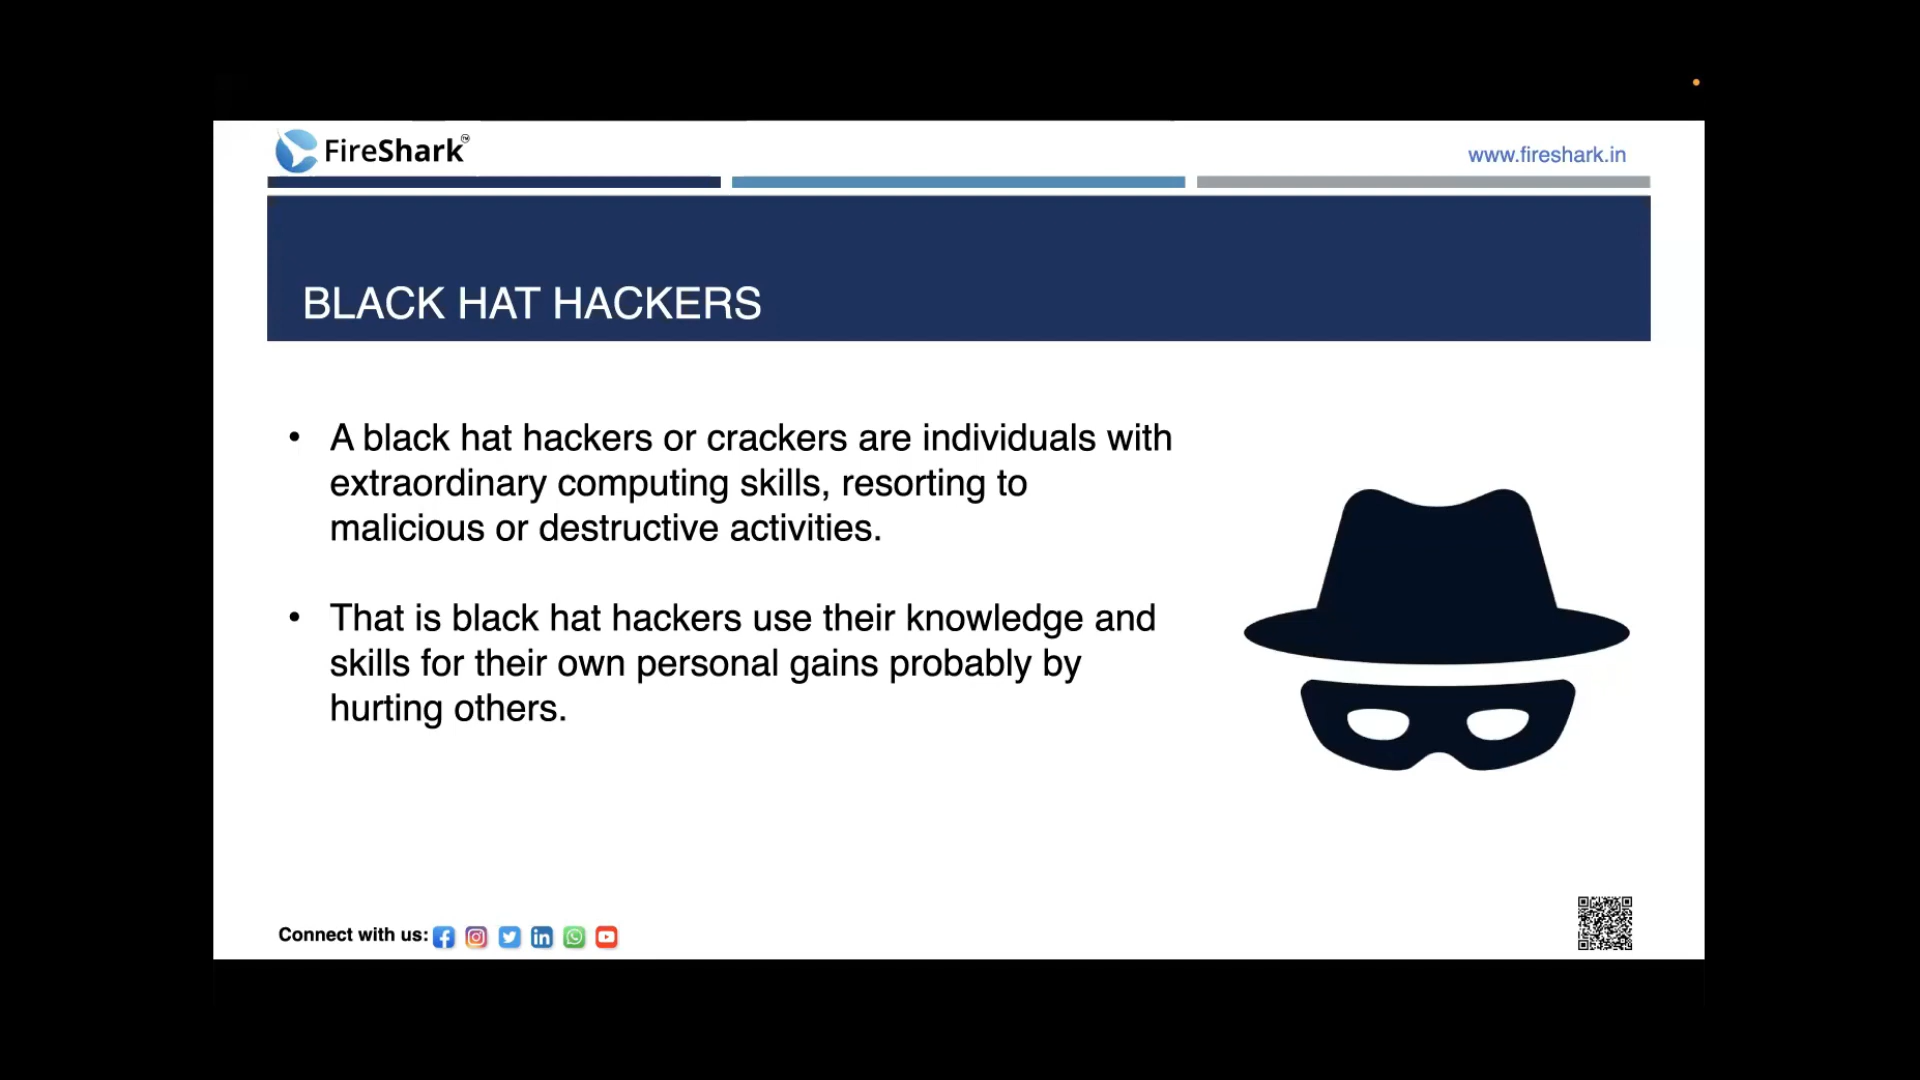 FireShark™
www.fireshark.in
BLACK HAT HACKERS
• A black hat hackers or crackers are individuals with
extraordinary computing skills, resorting to
malicious or destructive activities.
• That is black hat hackers use their knowledge and
skills for their own personal gains probably by
hurting others.
Connect with us: